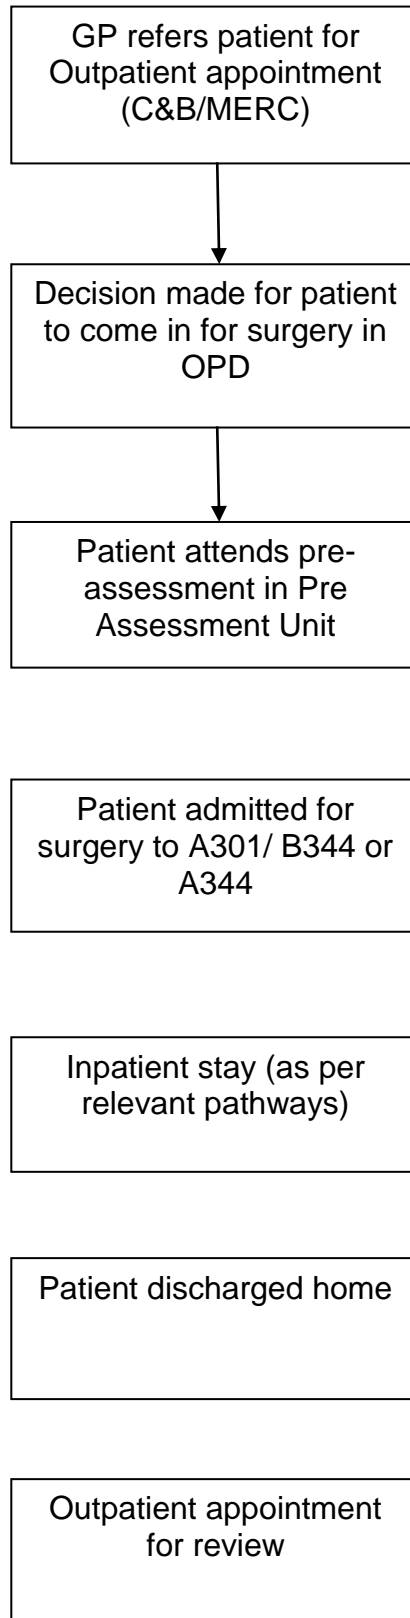 GP refers patient for
Outpatient appointment
(C&B/MERC)
Decision made for patient
to come in for surgery in
OPD
Patient attends pre-
assessment in Pre
Assessment Unit
Patient admitted for
surgery to A301/ B344 or
A344
Inpatient stay (as per
relevant pathways)
Patient discharged home
Outpatient appointment
for review